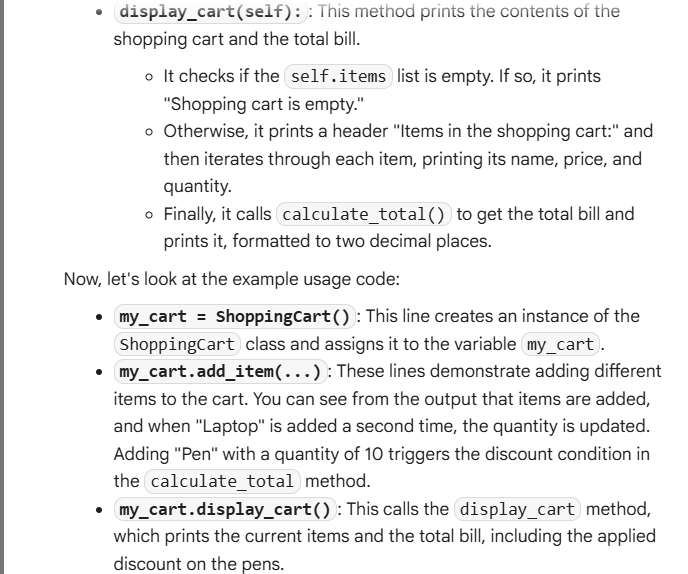 • display_cart(self): : This method prints the contents of the
shopping cart and the total bill.
◦ It checks if the self.items list is empty. If so, it prints
"Shopping cart is empty."
◦ Otherwise, it prints a header "Items in the shopping cart:" and
then iterates through each item, printing its name, price, and
quantity.
◦ Finally, it calls calculate_total() to get the total bill and
prints it, formatted to two decimal places.
Now, let's look at the example usage code:
• my_cart = ShoppingCart() : This line creates an instance of the
ShoppingCart class and assigns it to the variable my_cart .
• my_cart.add_item(...) : These lines demonstrate adding different
items to the cart. You can see from the output that items are added,
and when "Laptop" is added a second time, the quantity is updated.
Adding "Pen" with a quantity of 10 triggers the discount condition in
the calculate_total method.
• my_cart.display_cart() : This calls the display_cart method,
which prints the current items and the total bill, including the applied
discount on the pens.